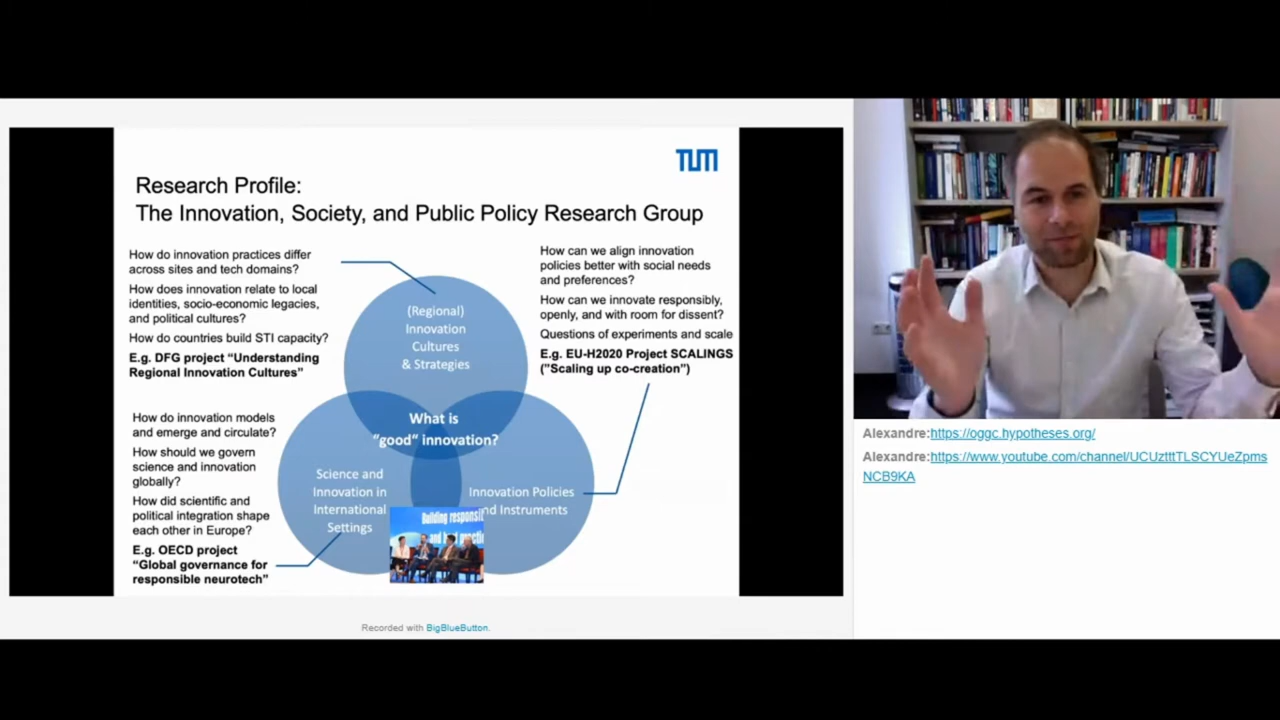 TUM
Research Profile:
The Innovation, Society, and Public Policy Research Group
How do innovation practices differ
across sites and tech domains?
How does innovation relate to local
identities, socio-economic legacies,
and political cultures?
How do countries build STI capacity?
E.g. DFG project “Understanding
Regional Innovation Cultures”
How can we align innovation
policies better with social needs
and preferences?
How can we innovate responsibly,
openly, and with room for dissent?
Questions of experiments and scale
E.g. EU-H2020 Project SCALINGS
("Scaling up co-creation”)
(Regional)
Innovation
Cultures
& Strategies
What is
“good“ innovation?
How do innovation models
and emerge and circulate?
How should we govern
science and innovation
globally?
How did scientific and
political integration shape
each other in Europe?
E.g. OECD project
“Global governance for
responsible neurotech”
Science and
Innovation in
International
Settings
Innovation Policies
and Instruments
Building responsi
and
Recorded with BigBlueButton.
Alexandre:https://oggc.hypotheses.org/
Alexandre:https://www.youtube.com/channel/UCUztttTLSCYUeZpms
NCB9KA